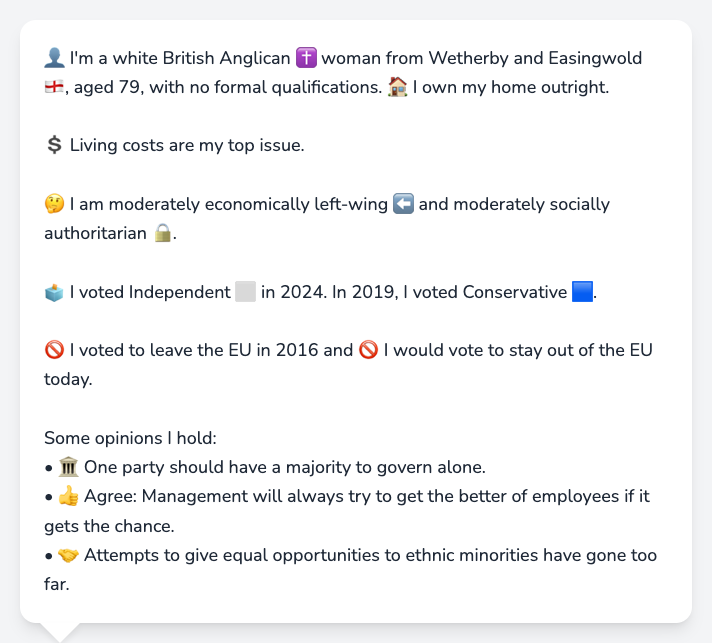 👤 I'm a white British Anglican ✝️ woman from Wetherby and Easingwold
🏴󠁧󠁢󠁥󠁮󠁧󠁿, aged 79, with no formal qualifications. 🏠 I own my home outright.
💲 Living costs are my top issue.
🤔 I am moderately economically left-wing ⬅️ and moderately socially
authoritarian 🔒.
🗳️ I voted Independent ⬜ in 2024. In 2019, I voted Conservative 🟦.
🚫 I voted to leave the EU in 2016 and 🚫 I would vote to stay out of the EU
today.
Some opinions I hold:
• 🏛️ One party should have a majority to govern alone.
• 👍 Agree: Management will always try to get the better of employees if it
gets the chance.
• 🤝 Attempts to give equal opportunities to ethnic minorities have gone too
far.